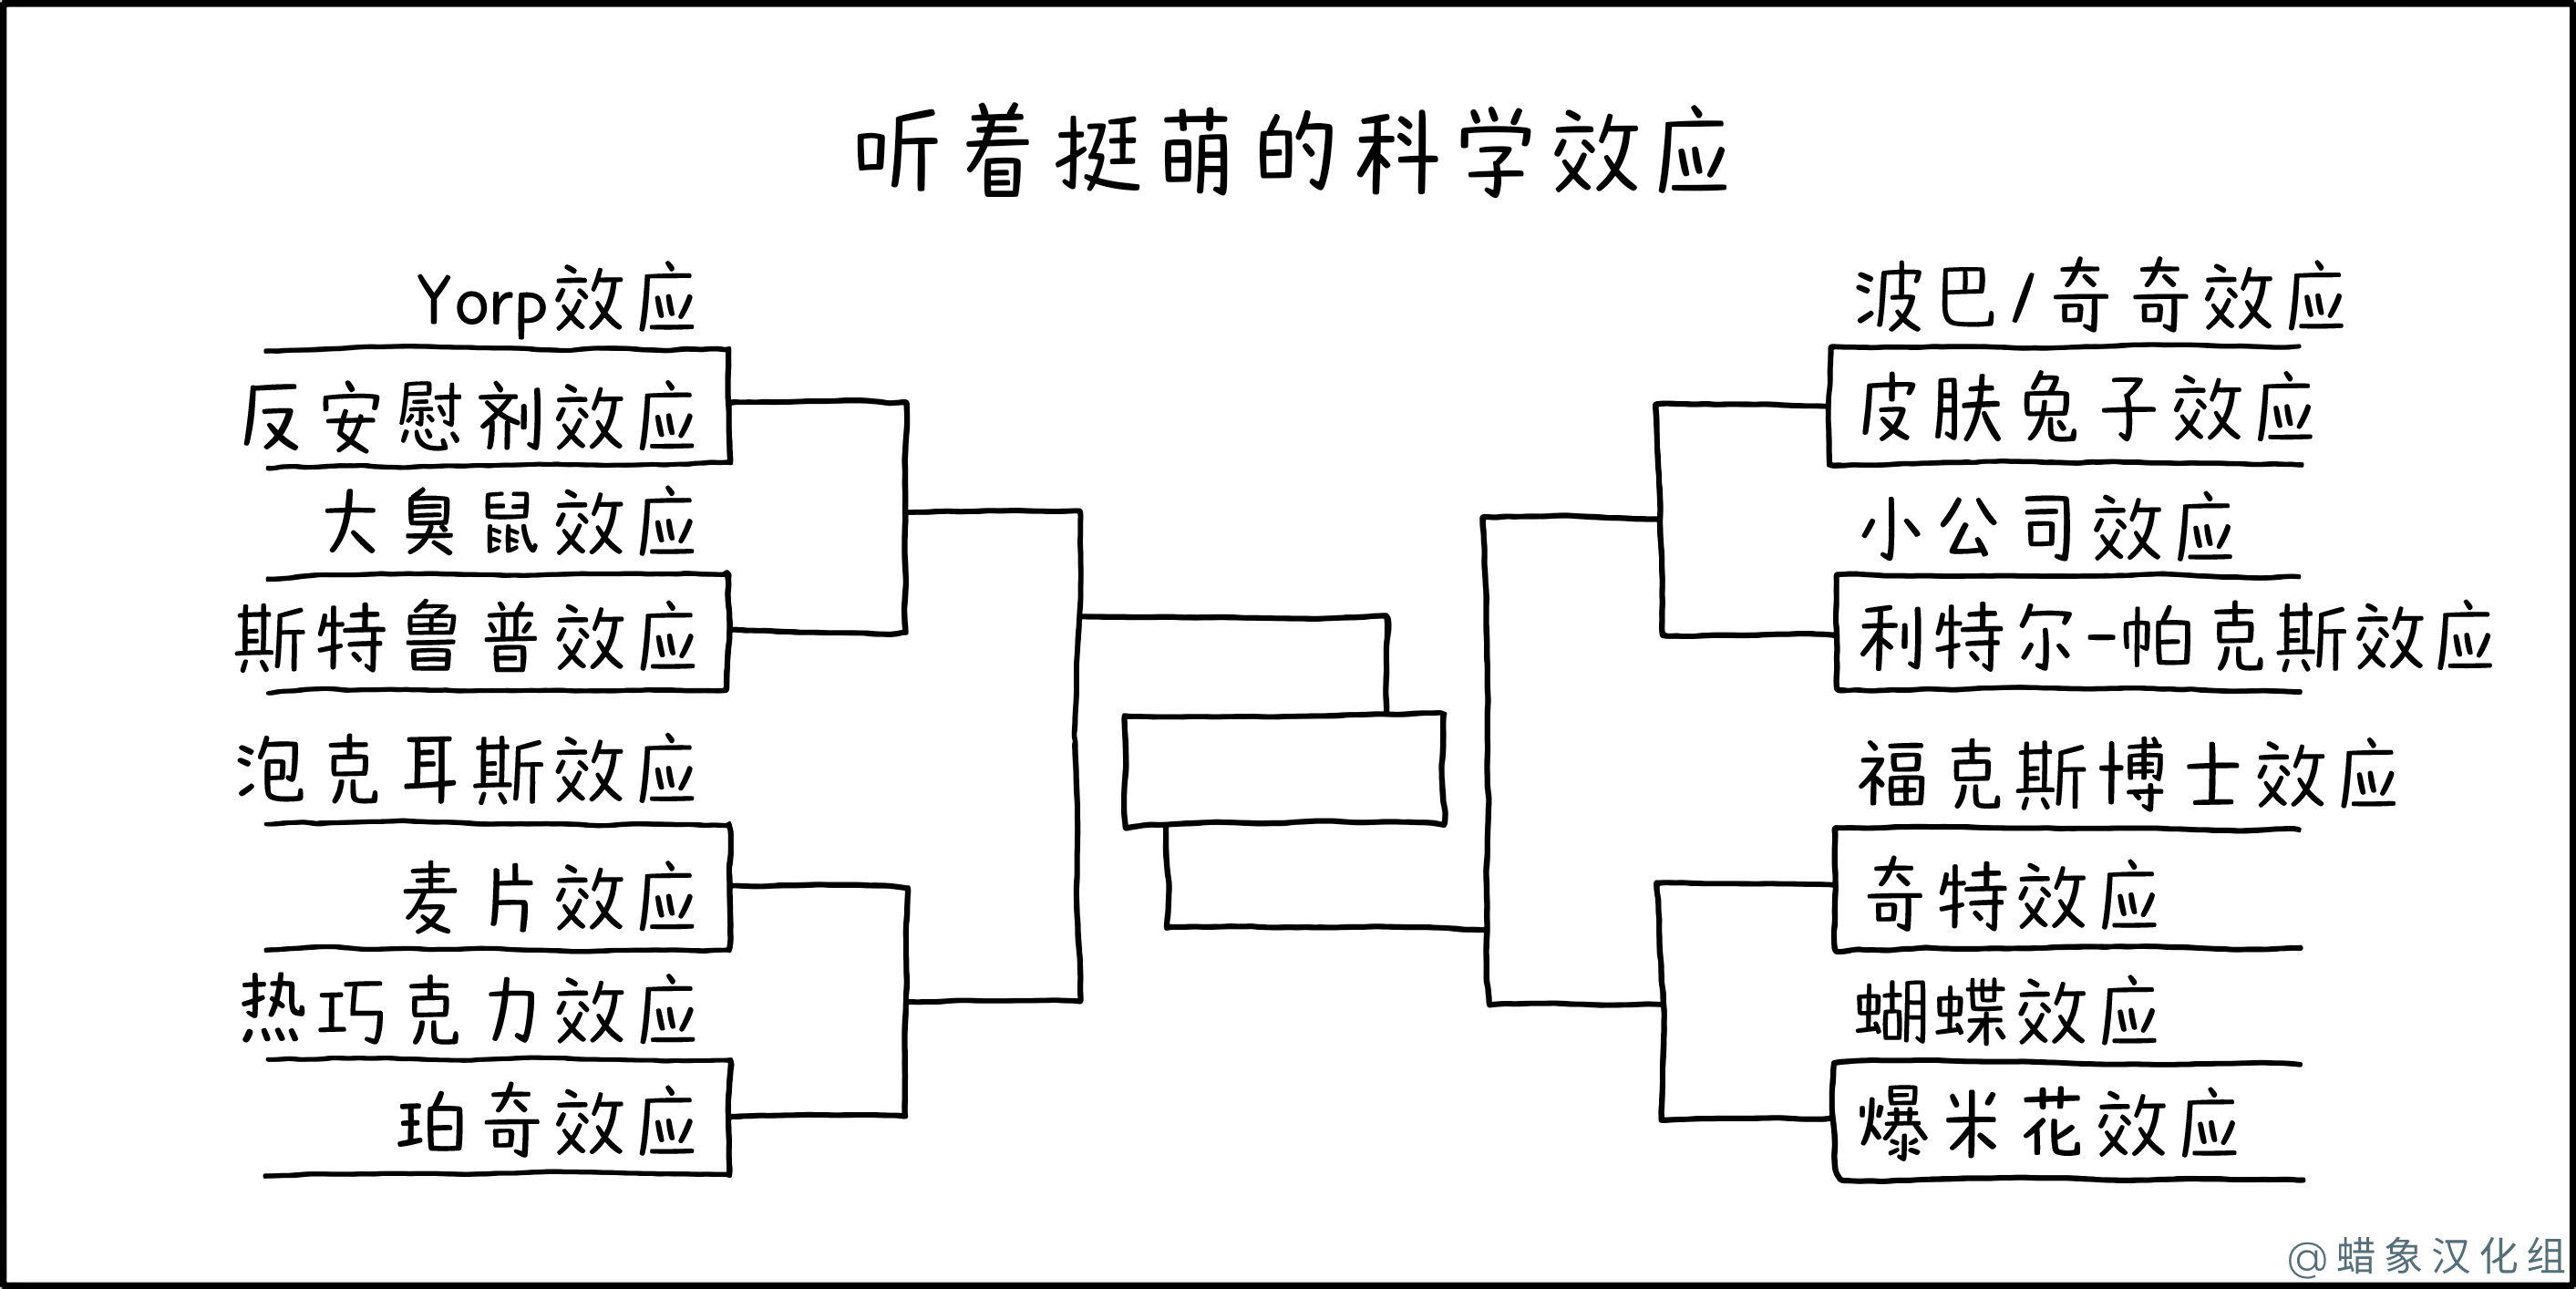 听着挺萌的科学效应
Yorp效应
反安慰剂效应
大臭鼠效应
斯特鲁普效应
泡克耳斯效应
麦片效应
热巧克力效应
珀奇效应
波巴/奇奇效应
皮肤兔子效应
小公司效应
利特尔-帕克斯效应
福克斯博士效应
奇特效应
蝴蝶效应
爆米花效应
@蜡象汉化组